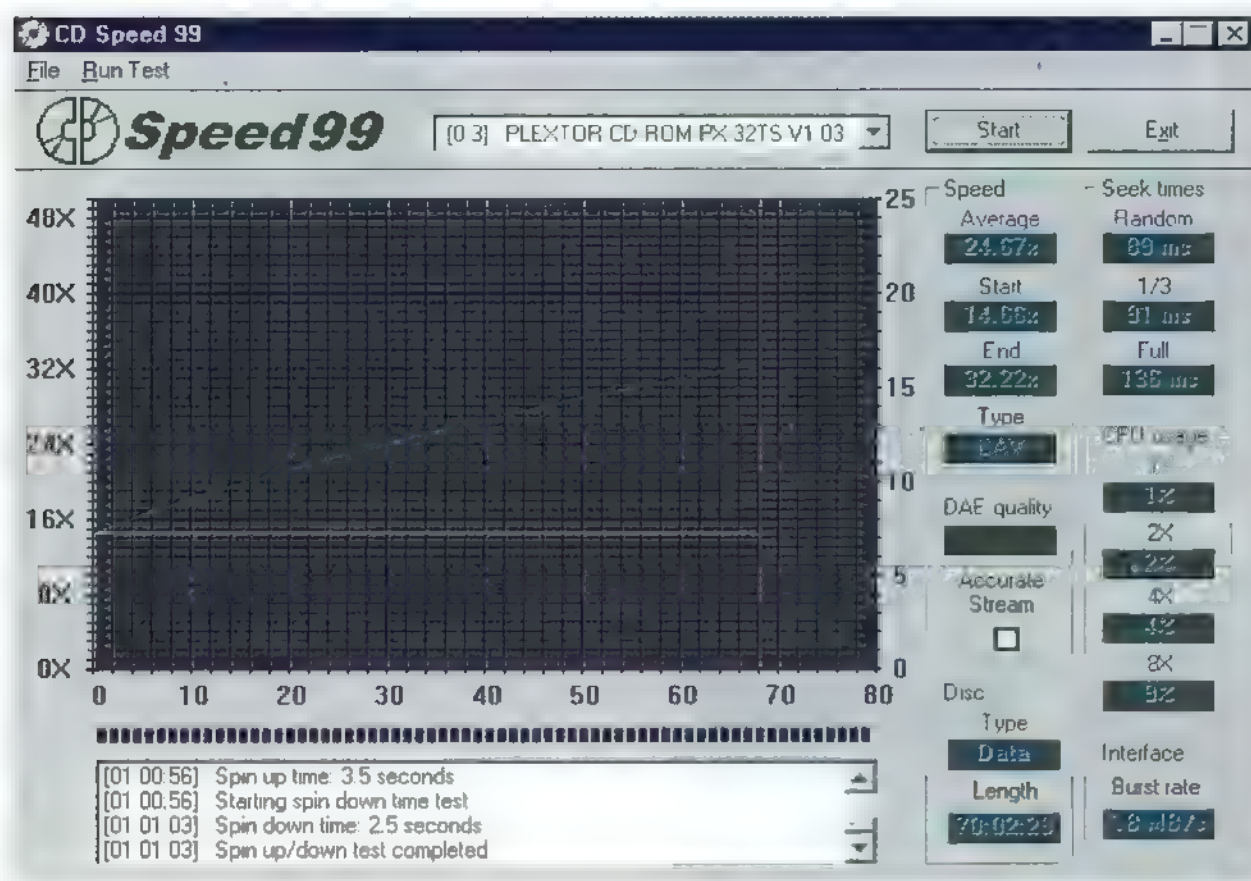 CD Speed 99
File Run Test
Speed99
[0 3] PLEXTOR CD ROM PX 32TS V1 03
Start
Exit
48X
40X
32X
24X
16X
8X
0X
25
20
15
10
5
0
0 10 20 30 40 50 60 70 80
Speed
Average
24.67x
Start
14.66x
End
32.22x
Type
CAV
DAE quality
Accurate
Stream
Disc
Type
Data
Length
70:02:25
Seek times
Random
89 ms
1/3
91 ms
Full
136 ms
CPU usage
1%
2X
2%
4X
4%
8X
Interface
Burst rate
[01 00:56] Spin up time: 3.5 seconds
[01 00:56] Starting spin down time test
[01 01 03] Spin down time: 2.5 seconds
[01 01 03] Spin up/down test completed